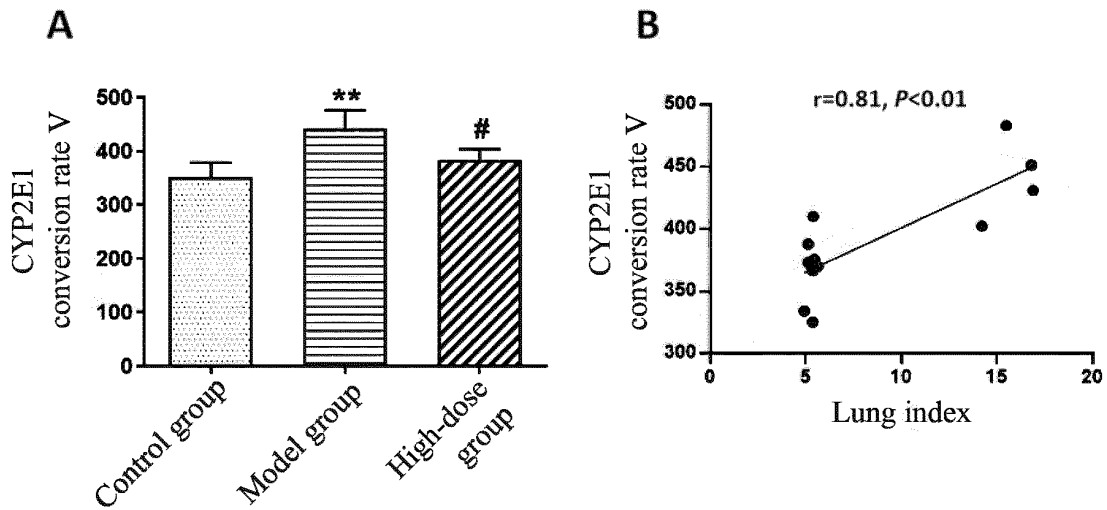 A
CYP2E1
conversion rate V
500
400
300
200
100
0
**
#
Control group
Model group
High-dose
group
B
r=0.81, P<0.01
CYP2E1
conversion rate V
500
450
400
350
300
0
5
10
15
20
Lung index